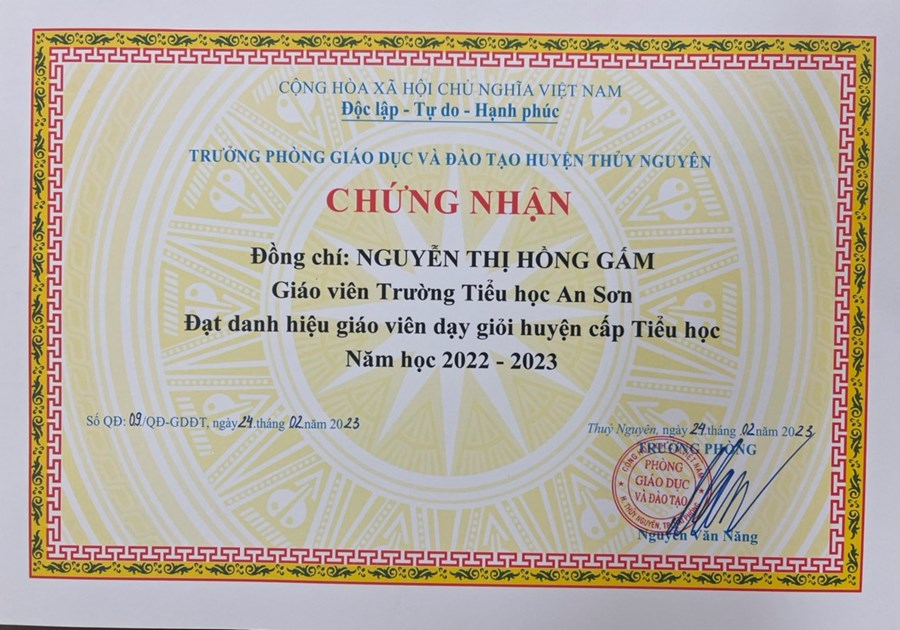 CỘNG HÒA XÃ HỘI CHỦ NGHĨA VIỆT NAM
Độc lập - Tự do - Hạnh phúc
TRƯỞNG PHÒNG GIÁO DỤC VÀ ĐÀO TẠO HUYỆN THỦY NGUYÊN
CHỨNG NHẬN
Đồng chí: NGUYỄN THỊ HỒNG GẤM
Giáo viên Trường Tiểu học An Sơn
Đạt danh hiệu giáo viên dạy giỏi huyện cấp Tiểu học
Năm học 2022 - 2023
Số QĐ: 09/QĐ-GDĐT, ngày 24 tháng 02 năm 2023
Thuỷ Nguyên, ngày 24 tháng 02 năm 2023
TRƯỞNG PHÒNG
PHÒNG
GIÁO DỤC
VÀ ĐÀO TẠO
H. THỦY NGUYÊN, TP.
Nguyễn Văn Năng